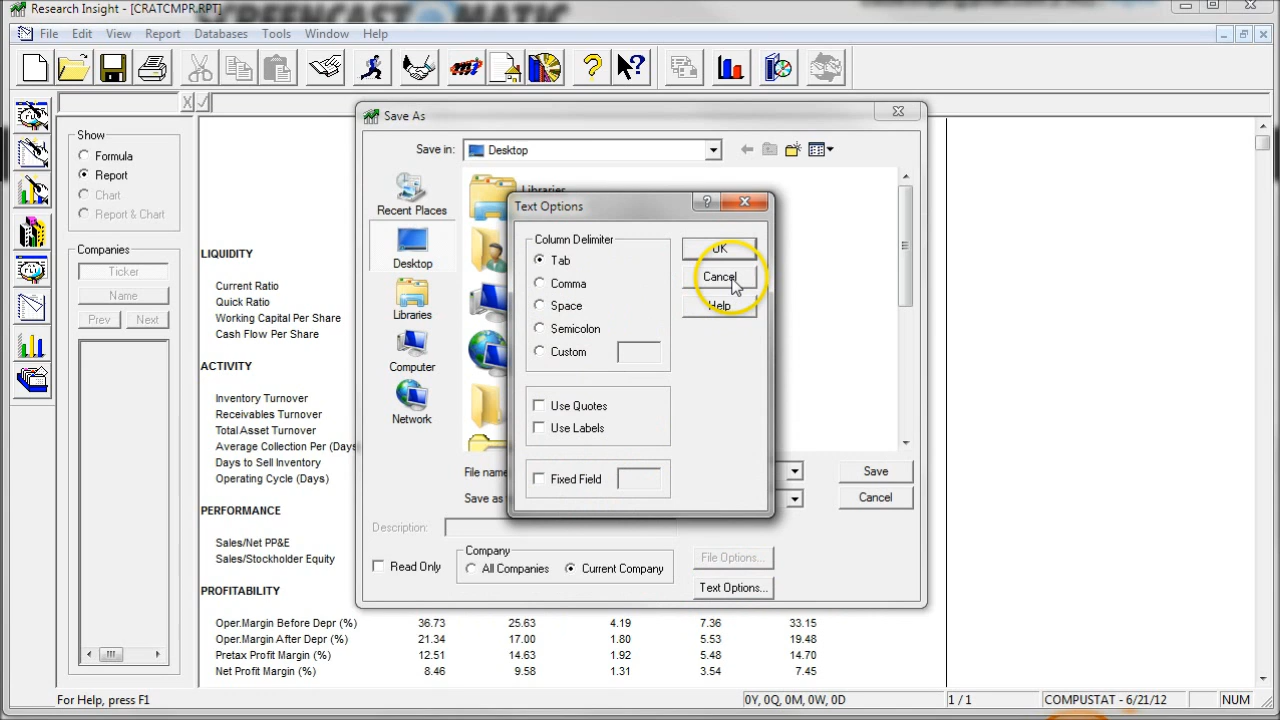 Research Insight - [CRATCMPR.RPT]
SCREENCAST-O-MATIC
File Edit View Report Databases Tools Window Help
Show
Formula
Report
Chart
Report & Chart
Companies
Ticker
Name
Prev Next
LIQUIDITY
Current Ratio
Quick Ratio
Working Capital Per Share
Cash Flow Per Share
ACTIVITY
Inventory Turnover
Receivables Turnover
Total Asset Turnover
Average Collection Per (Days)
Days to Sell Inventory
Operating Cycle (Days)
PERFORMANCE
Sales/Net PP&E
Sales/Stockholder Equity
PROFITABILITY
Oper.Margin Before Depr (%) 36.73 25.63 4.19 7.36 33.15
Oper.Margin After Depr (%) 21.34 17.00 1.80 5.53 19.48
Pretax Profit Margin (%) 12.51 14.63 1.92 5.48 14.70
Net Profit Margin (%) 8.46 9.58 1.31 3.54 7.45
Save As
Save in: Desktop
Recent Places
Desktop
Libraries
Computer
Network
Libraries
File name
Save as
Description:
Read Only
Company
All Companies Current Company
Save
Cancel
File Options...
Text Options...
Text Options
Column Delimiter
Tab
Comma
Space
Semicolon
Custom
Use Quotes
Use Labels
Fixed Field
OK
Cancel
Help
For Help, press F1 0Y, 0Q, 0M, 0W, 0D 1 / 1 COMPUSTAT - 6/21/12 NUM